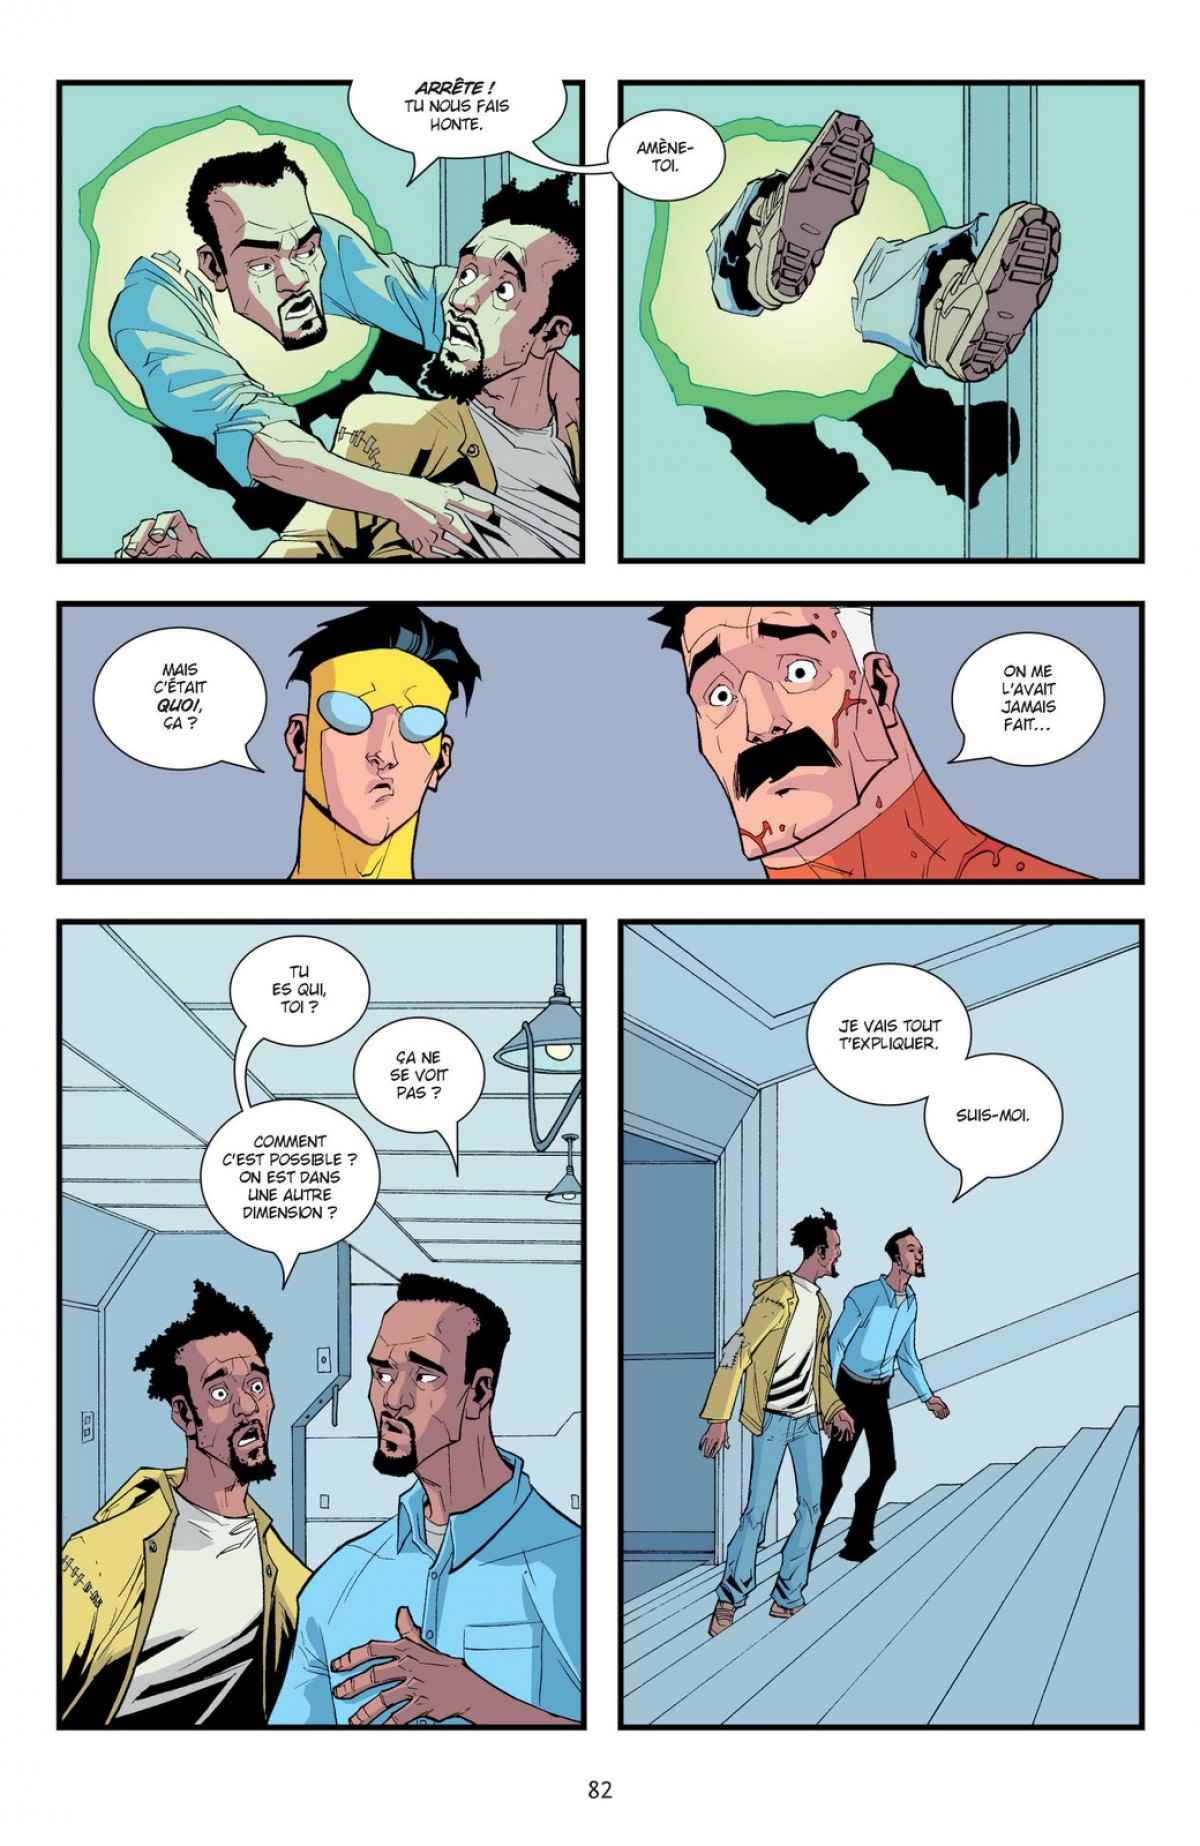 ARRÊTE !
TU NOUS FAIS
HONTE.
AMÈNE-
TOI.
MAIS
C'ÉTAIT
QUOI,
ÇA ?
ON ME
L'AVAIT
JAMAIS
FAIT...
TU
ES QUI,
TOI ?
ÇA NE
SE VOIT
PAS ?
COMMENT
C'EST POSSIBLE ?
ON EST DANS
UNE AUTRE
DIMENSION ?
JE VAIS TOUT
T'EXPLIQUER.
SUIS-MOI.
82